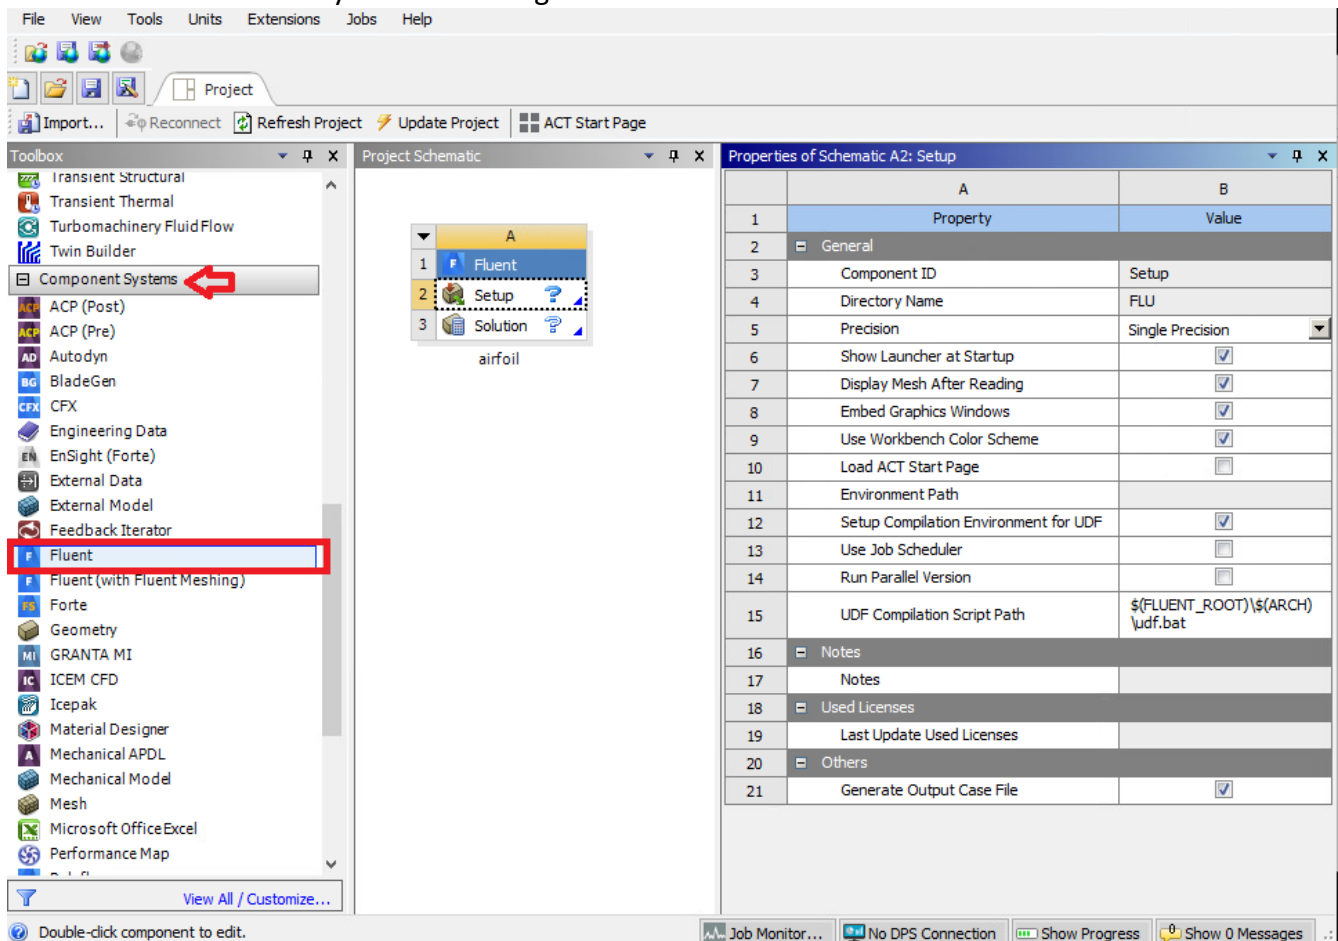 File View Tools Units Extensions Jobs Help
Project
Import... Reconnect Refresh Project Update Project ACT Start Page
Toolbox
Transient Structural
Transient Thermal
Turbomachinery Fluid Flow
Twin Builder
Component Systems
ACP (Post)
ACP (Pre)
Autodyn
BladeGen
CFX
Engineering Data
EnSight (Forte)
External Data
External Model
Feedback Iterator
Fluent
Fluent (with Fluent Meshing)
Forte
Geometry
GRANTA MI
ICEM CFD
Icepak
Material Designer
Mechanical APDL
Mechanical Model
Mesh
Microsoft Office Excel
Performance Map
View All / Customize...
Project Schematic
A
1 Fluent
2 Setup ?
3 Solution ?
airfoil
Properties of Schematic A2: Setup
A B
1 Property Value
2 General
3 Component ID Setup
4 Directory Name FLU
5 Precision Single Precision
6 Show Launcher at Startup
7 Display Mesh After Reading
8 Embed Graphics Windows
9 Use Workbench Color Scheme
10 Load ACT Start Page
11 Environment Path
12 Setup Compilation Environment for UDF
13 Use Job Scheduler
14 Run Parallel Version
15 UDF Compilation Script Path $(FLUENT_ROOT)\$(ARCH)
\udf.bat
16 Notes
17 Notes
18 Used Licenses
19 Last Update Used Licenses
20 Others
21 Generate Output Case File
Double-click component to edit.
Job Monitor... No DPS Connection Show Progress Show 0 Messages